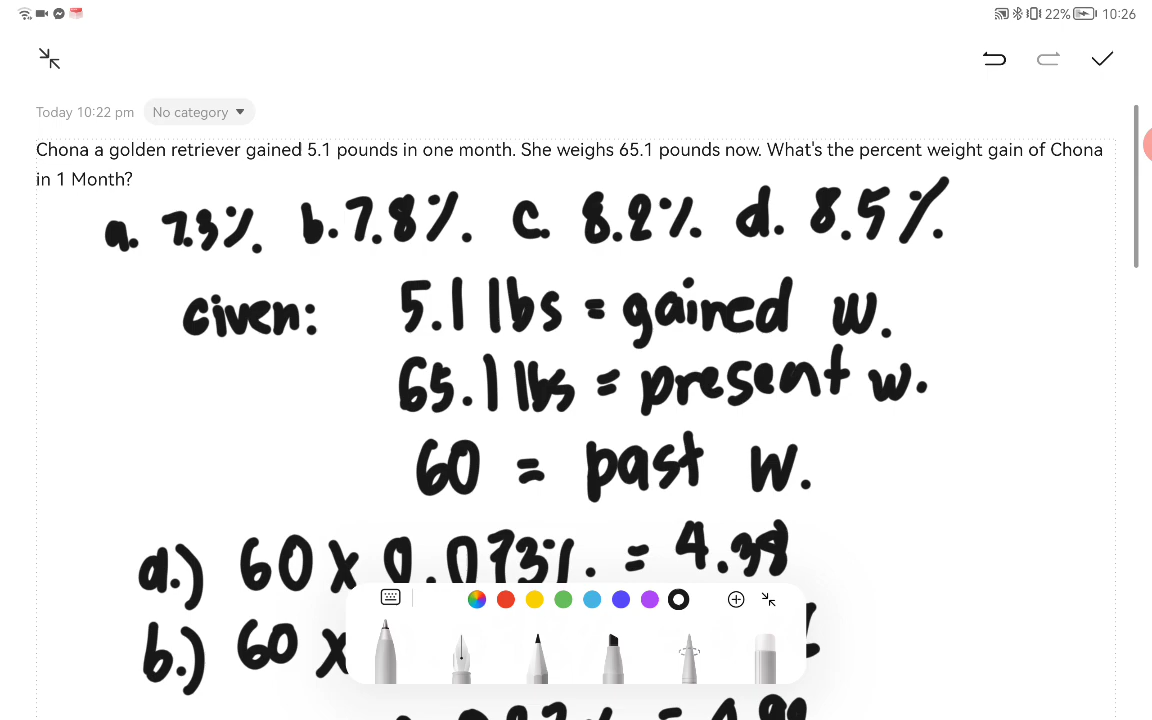 22% 10:26
Today 10:22 pm No category
Chona a golden retriever gained 5.1 pounds in one month. She weighs 65.1 pounds now. What's the percent weight gain of Chona
in 1 Month?
a. 7.3% b. 7.8% c. 8.2% d. 8.5%
Given: 5.1 lbs = gained w.
65.1 lbs = present w.
60 = past w.
a.) 60 x 0.073% = 4.38
b.) 60 x